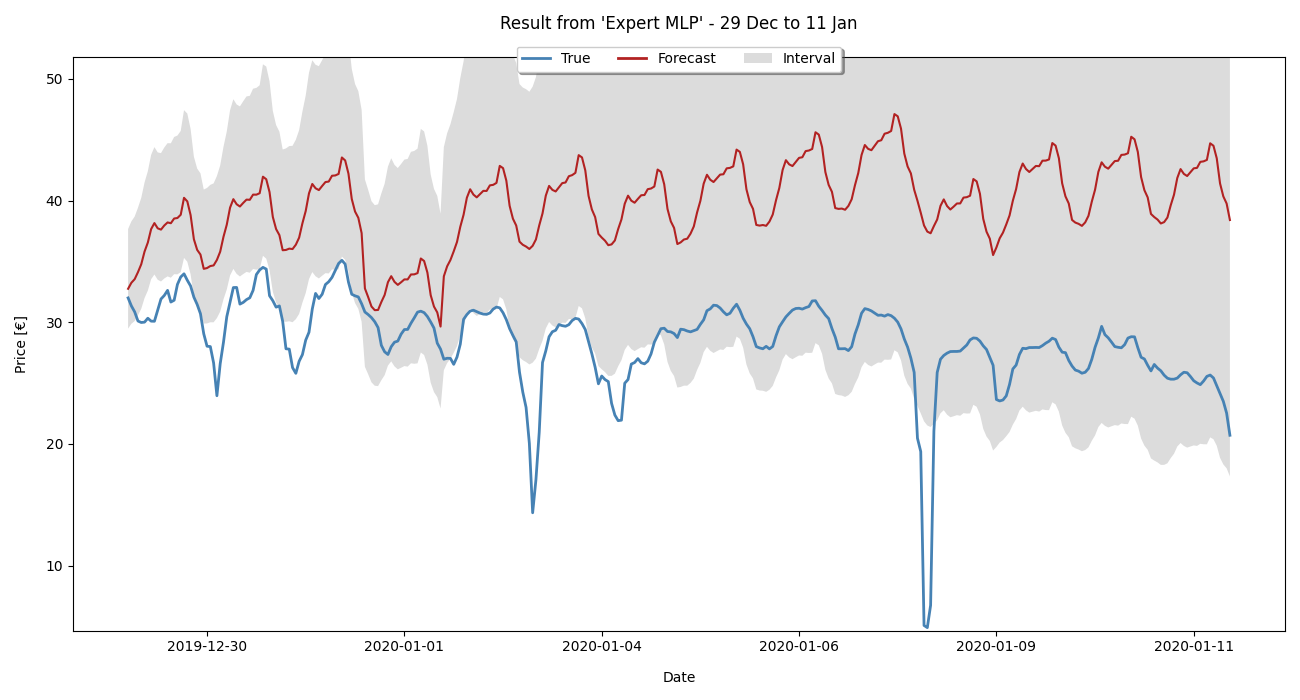 Result from 'Expert MLP' - 29 Dec to 11 Jan
True Forecast Interval
50
40
30
20
10
Price [€]
2019-12-30 2020-01-01 2020-01-04 2020-01-06 2020-01-09 2020-01-11
Date